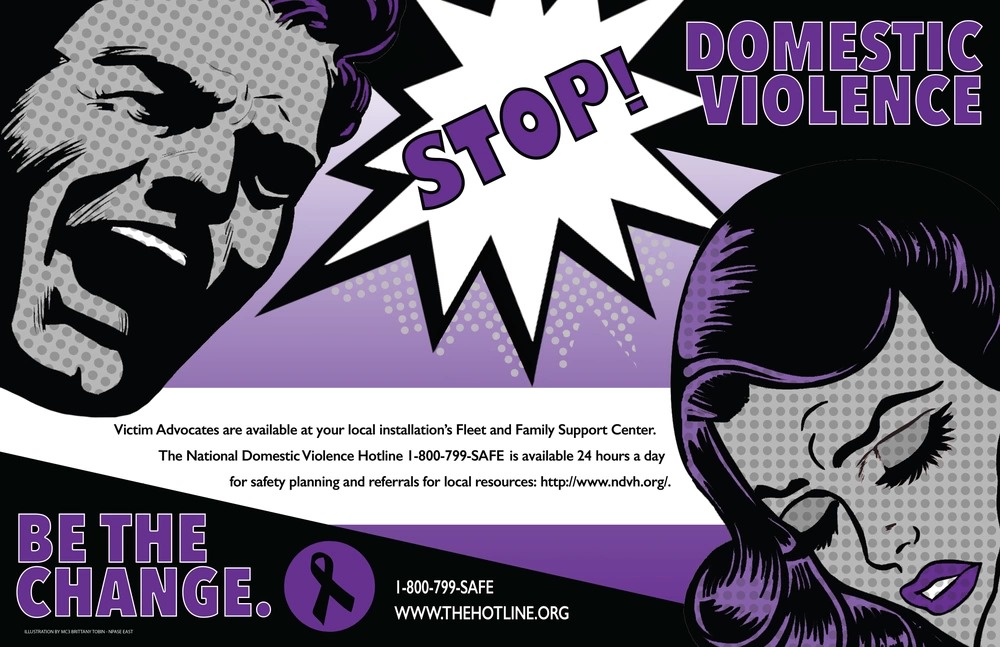 STOP!
DOMESTIC
VIOLENCE
Victim Advocates are available at your local installation's Fleet and Family Support Center.
The National Domestic Violence Hotline 1-800-799-SAFE is available 24 hours a day
for safety planning and referrals for local resources: http://www.ndvh.org/.
BE THE
CHANGE.
1-800-799-SAFE
WWW.THEHOTLINE.ORG
ILLUSTRATION BY MC3 BRITTANY TOBIN - NPASE EAST